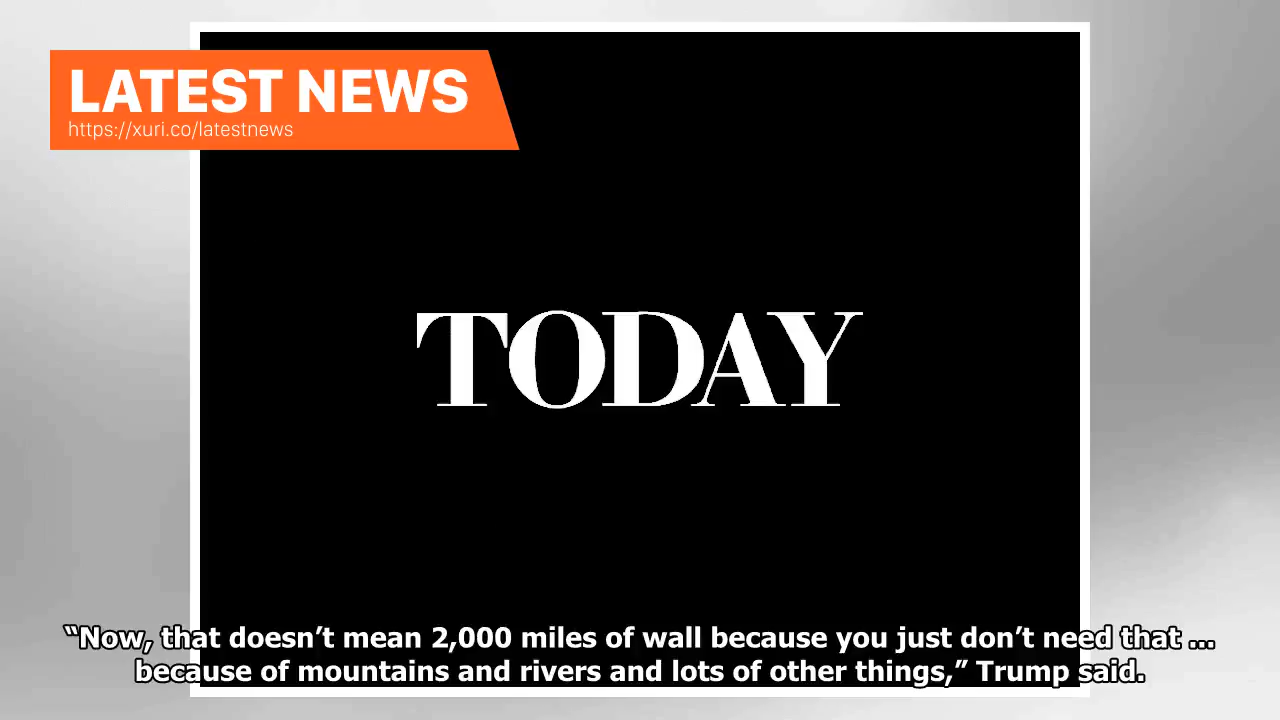 LATEST NEWS
https://xuri.co/latestnews
TODAY
“Now, that doesn’t mean 2,000 miles of wall because you just don’t need that ...
because of mountains and rivers and lots of other things,” Trump said.